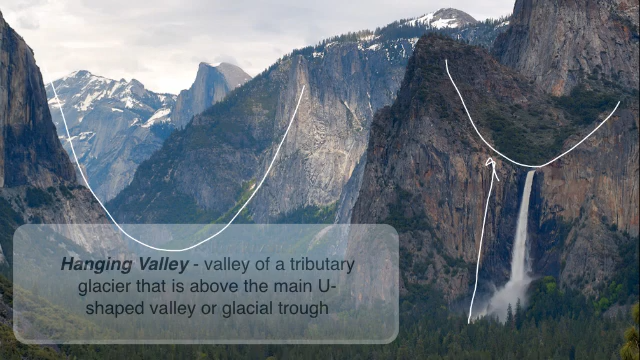 Hanging Valley - valley of a tributary
glacier that is above the main U-
shaped valley or glacial trough